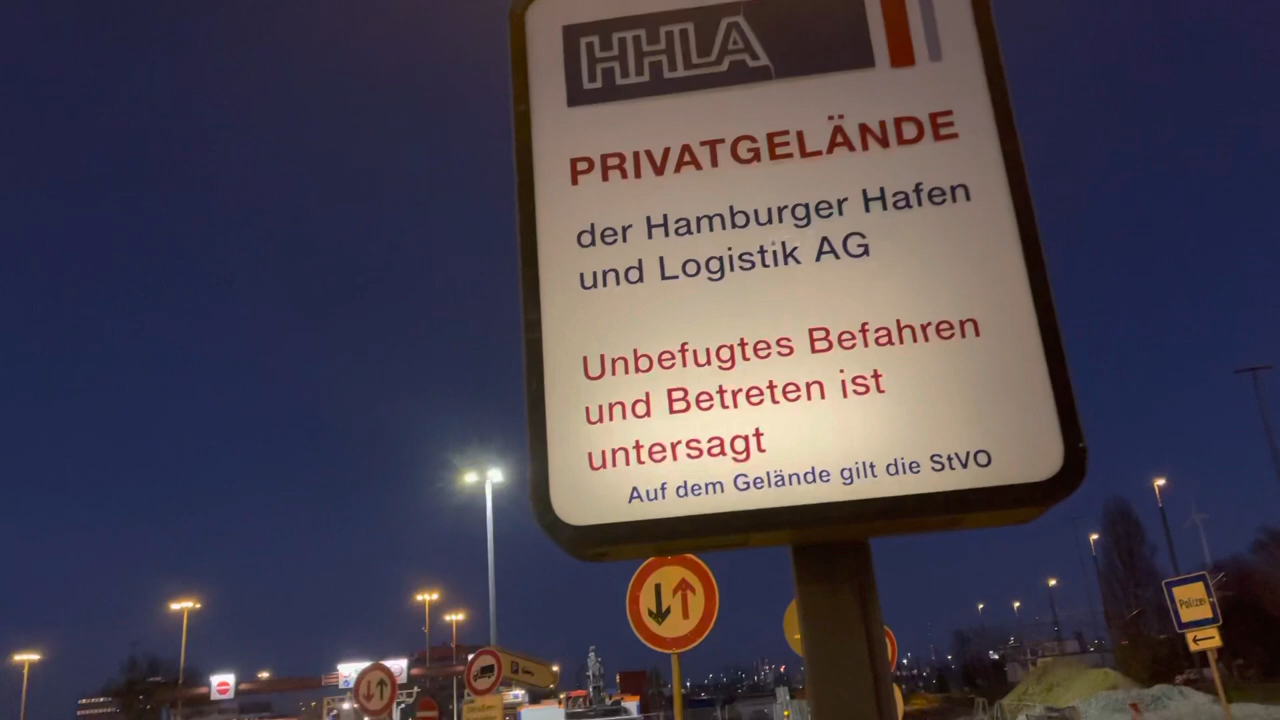 HHLA
PRIVATGELÄNDE
der Hamburger Hafen
und Logistik AG
Unbefugtes Befahren
und Betreten ist
untersagt
Auf dem Gelände gilt die StVO
Polizei
P